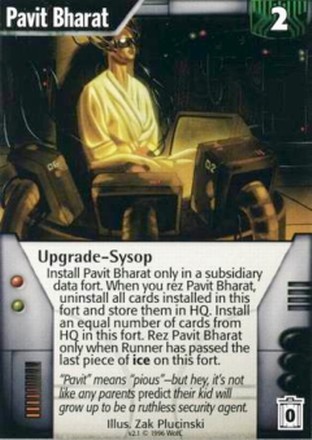 Pavit Bharat
2
Upgrade-Sysop
Install Pavit Bharat only in a subsidiary
data fort. When you rez Pavit Bharat,
uninstall all cards installed in this
fort and store them in HQ. Install
an equal number of cards from
HQ in this fort. Rez Pavit Bharat
only when Runner has passed the
last piece of ice on this fort.
"Pavit" means "pious"—but hey, it's not
like any parents predict their kid will
grow up to be a ruthless security agent.
Illus. Zak Plucinski
v2.1 © 1996 WotC
0